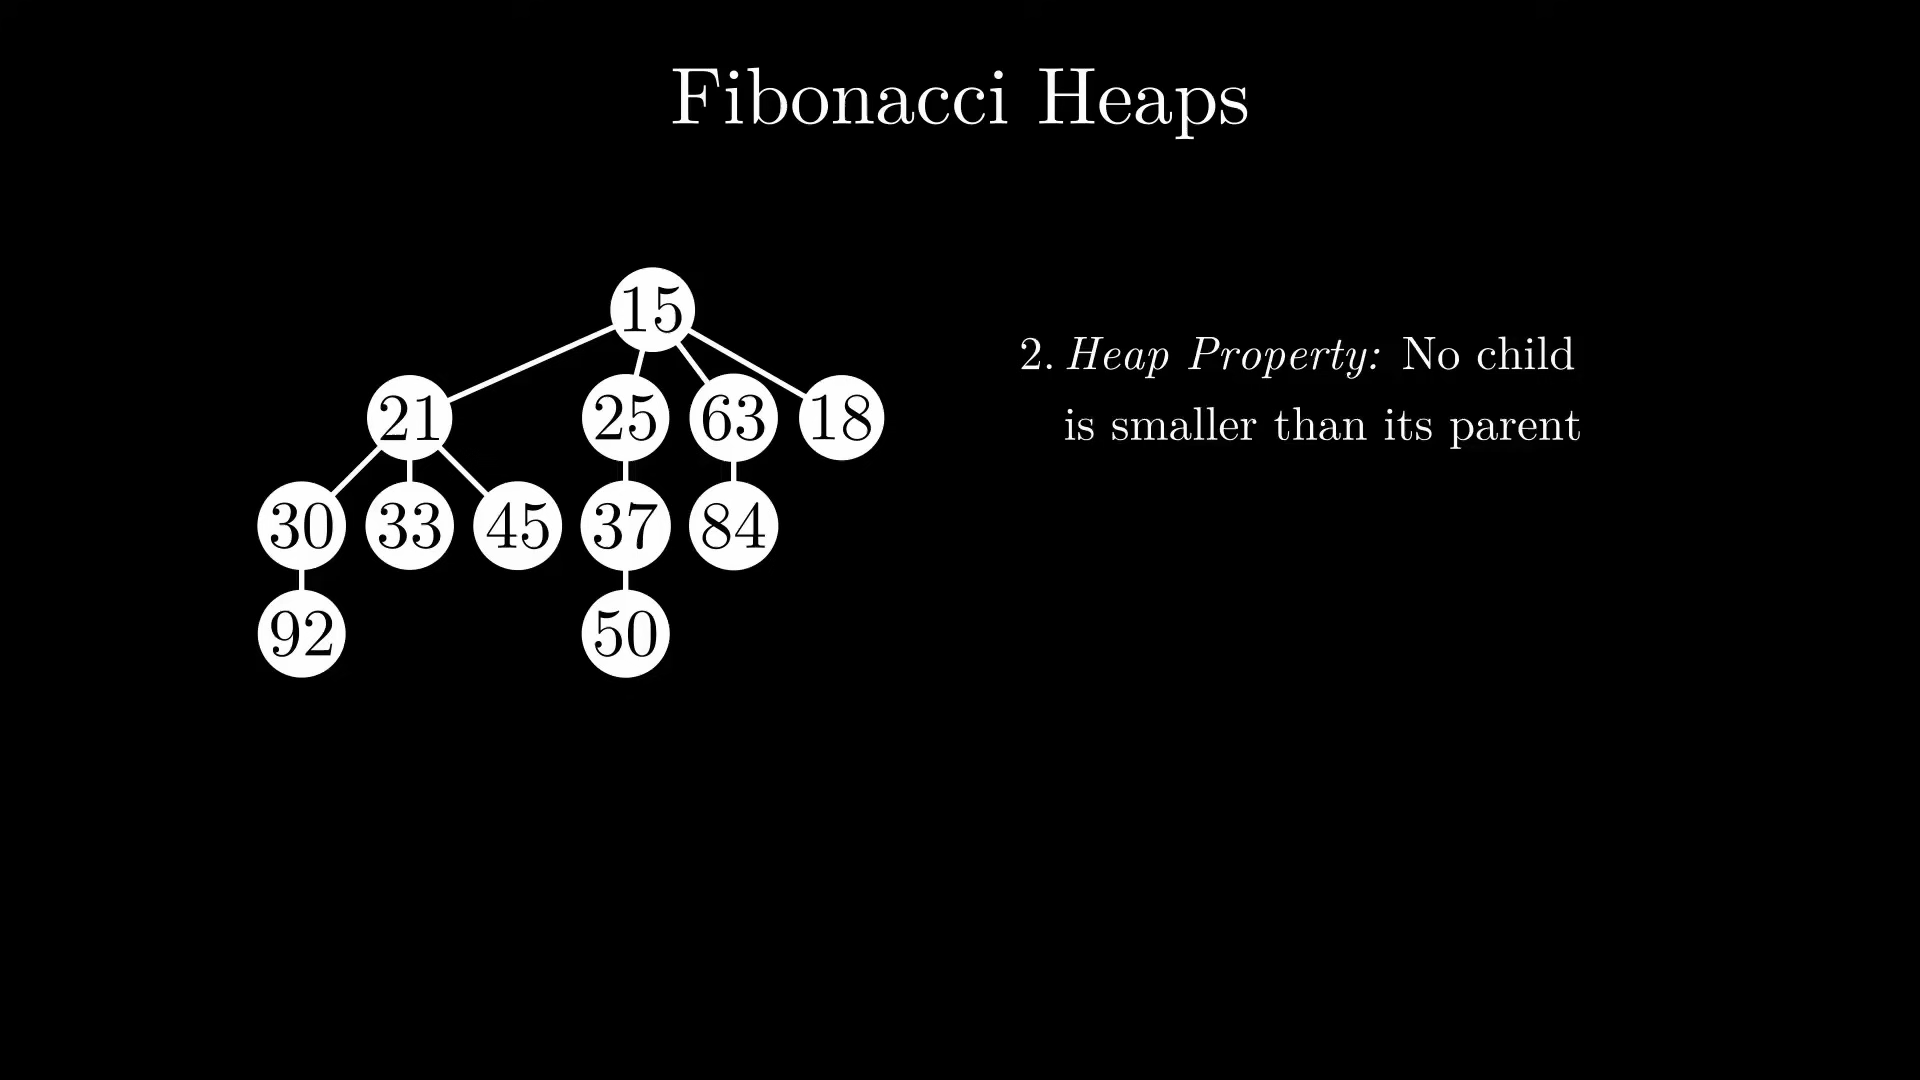 Fibonacci Heaps
15
21 25 63 18
30 33 45 37 84
92 50
2. Heap Property: No child
is smaller than its parent